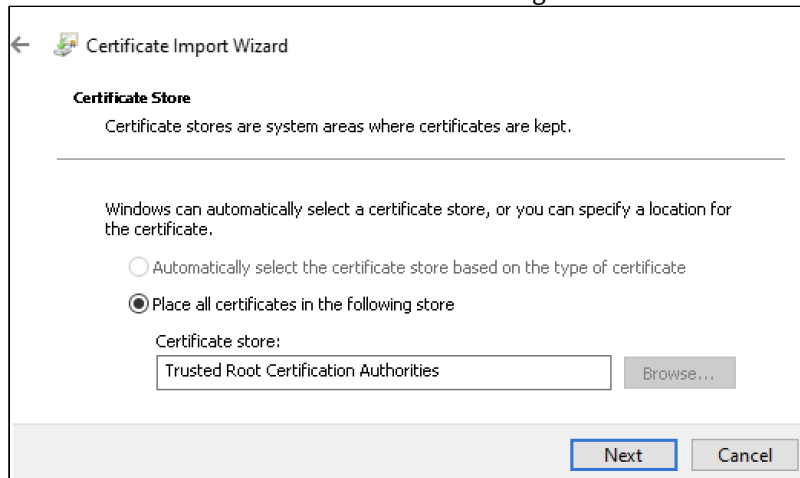 Certificate Import Wizard
Certificate Store
Certificate stores are system areas where certificates are kept.
Windows can automatically select a certificate store, or you can specify a location for
the certificate.
Automatically select the certificate store based on the type of certificate
Place all certificates in the following store
Certificate store:
Trusted Root Certification Authorities
Browse...
Next
Cancel